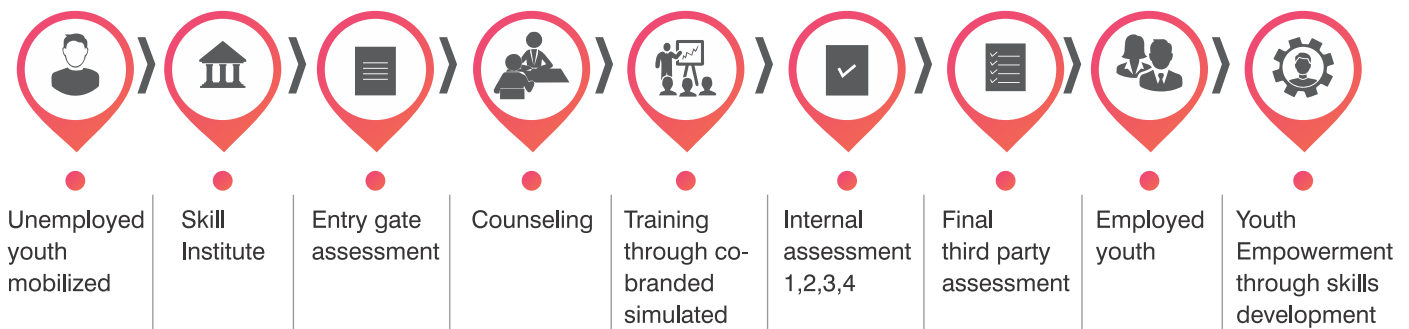 Unemployed
youth
mobilized
Skill
Institute
Entry gate
assessment
Counseling
Training
through co-
branded
simulated
Internal
assessment
1,2,3,4
Final
third party
assessment
Employed
youth
Youth
Empowerment
through skills
development